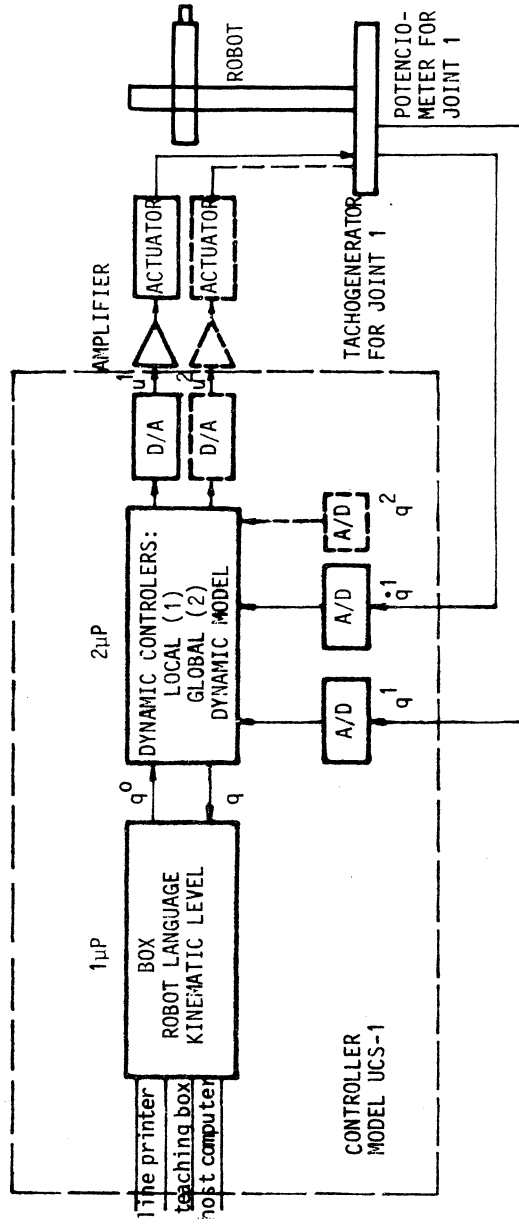 line printer
teaching box
host computer
1µP
BOX
ROBOT LANGUAGE
KINEMATIC LEVEL
q°
q
2µP
DYNAMIC CONTROLERS:
LOCAL (1)
GLOBAL (2)
DYNAMIC MODEL
D/A
u¹
D/A
u²
AMPLIFIER
ACTUATOR
ACTUATOR
ROBOT
A/D
q¹
A/D
q̇¹
A/D
q²
TACHOGENERATOR
FOR JOINT 1
POTENCIO-
METER FOR
JOINT 1
CONTROLLER
MODEL UCS-1